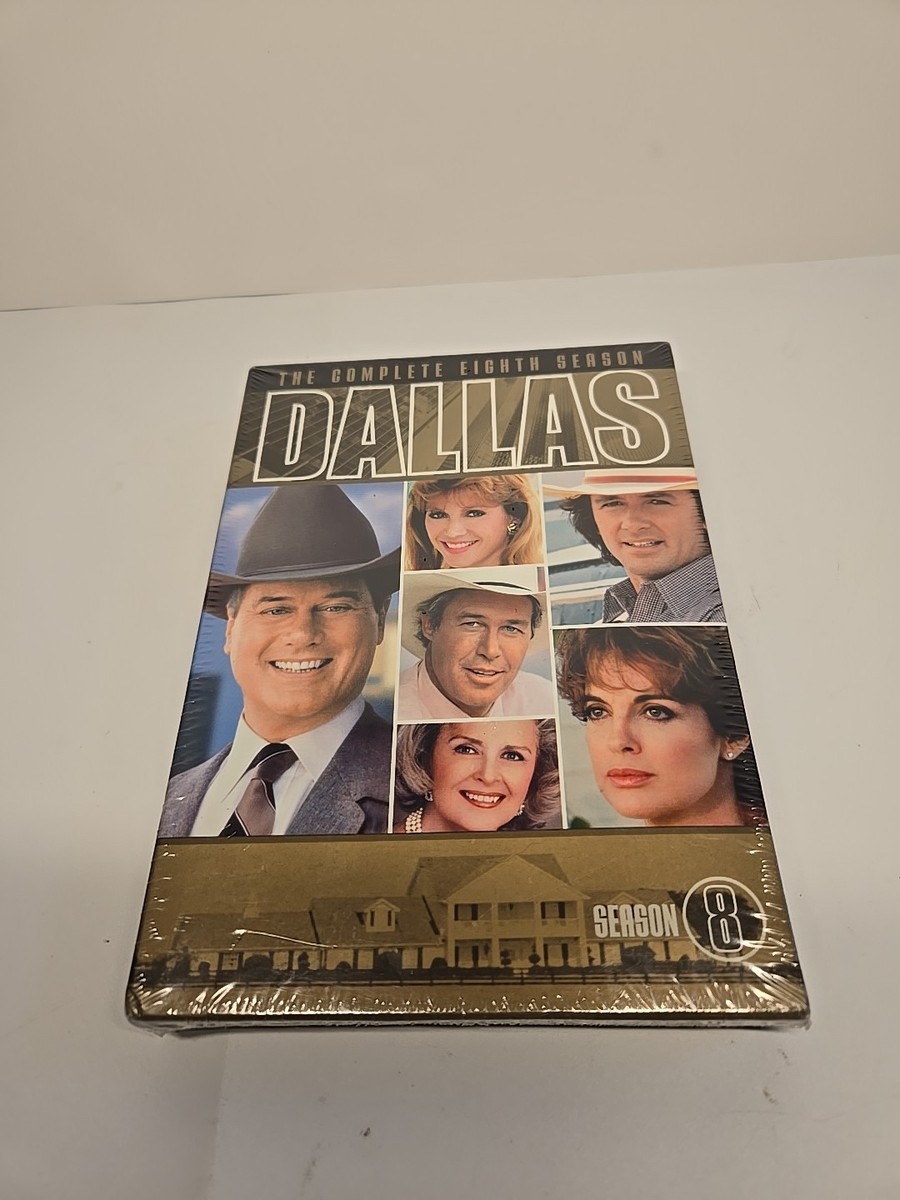 THE COMPLETE EIGHTH SEASON
DALLAS
SEASON 8